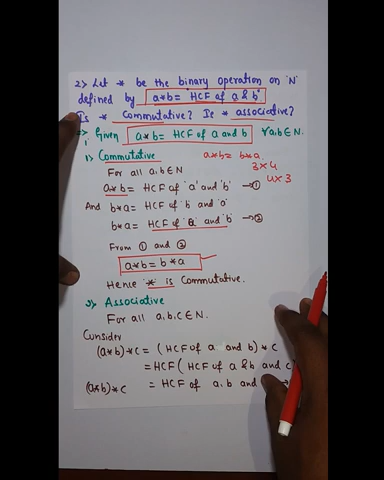 2) Let * be the binary operation on 'N'
defined by a*b = HCF of a & b.
Is * commutative? Is * associative?
⇒ Given a*b = HCF of a and b ∀a,b∈N.
1) Commutative a*b = b*a.
For all a,b∈N 3×4
a*b = HCF of 'a' and 'b' →① 4×3
And b*a = HCF of 'b' and 'a'
b*a = HCF of 'a' and 'b' →②
From ① and ②
a*b = b*a
Hence * is Commutative.
2) Associative
For all a,b,c∈N.
Consider
(a*b)*c = (HCF of a and b)*c
= HCF (HCF of a & b and c)
(a*b)*c = HCF of a,b and